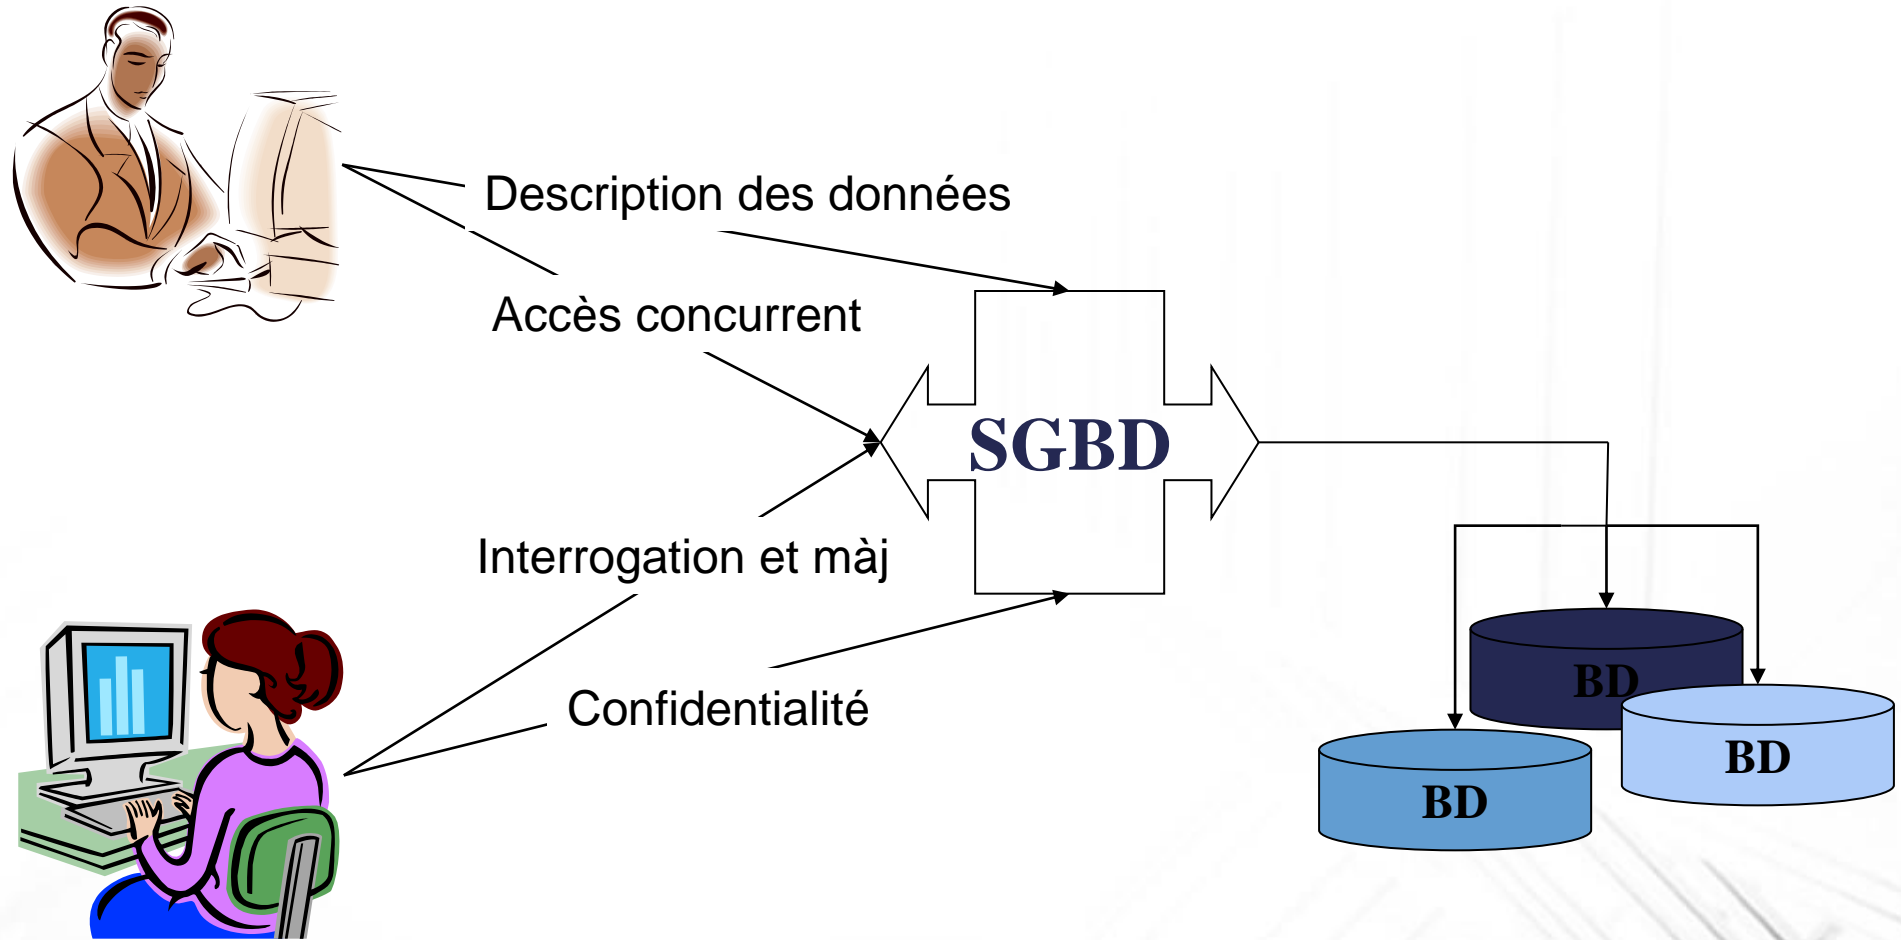 Description des données
Accès concurrent
SGBD
Interrogation et màj
Confidentialité
BD
BD
BD